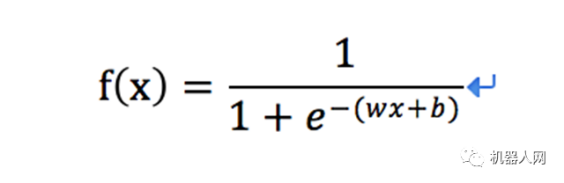 f(x) = 1 / (1 + e^{-(wx+b)}) ↵
机器人网